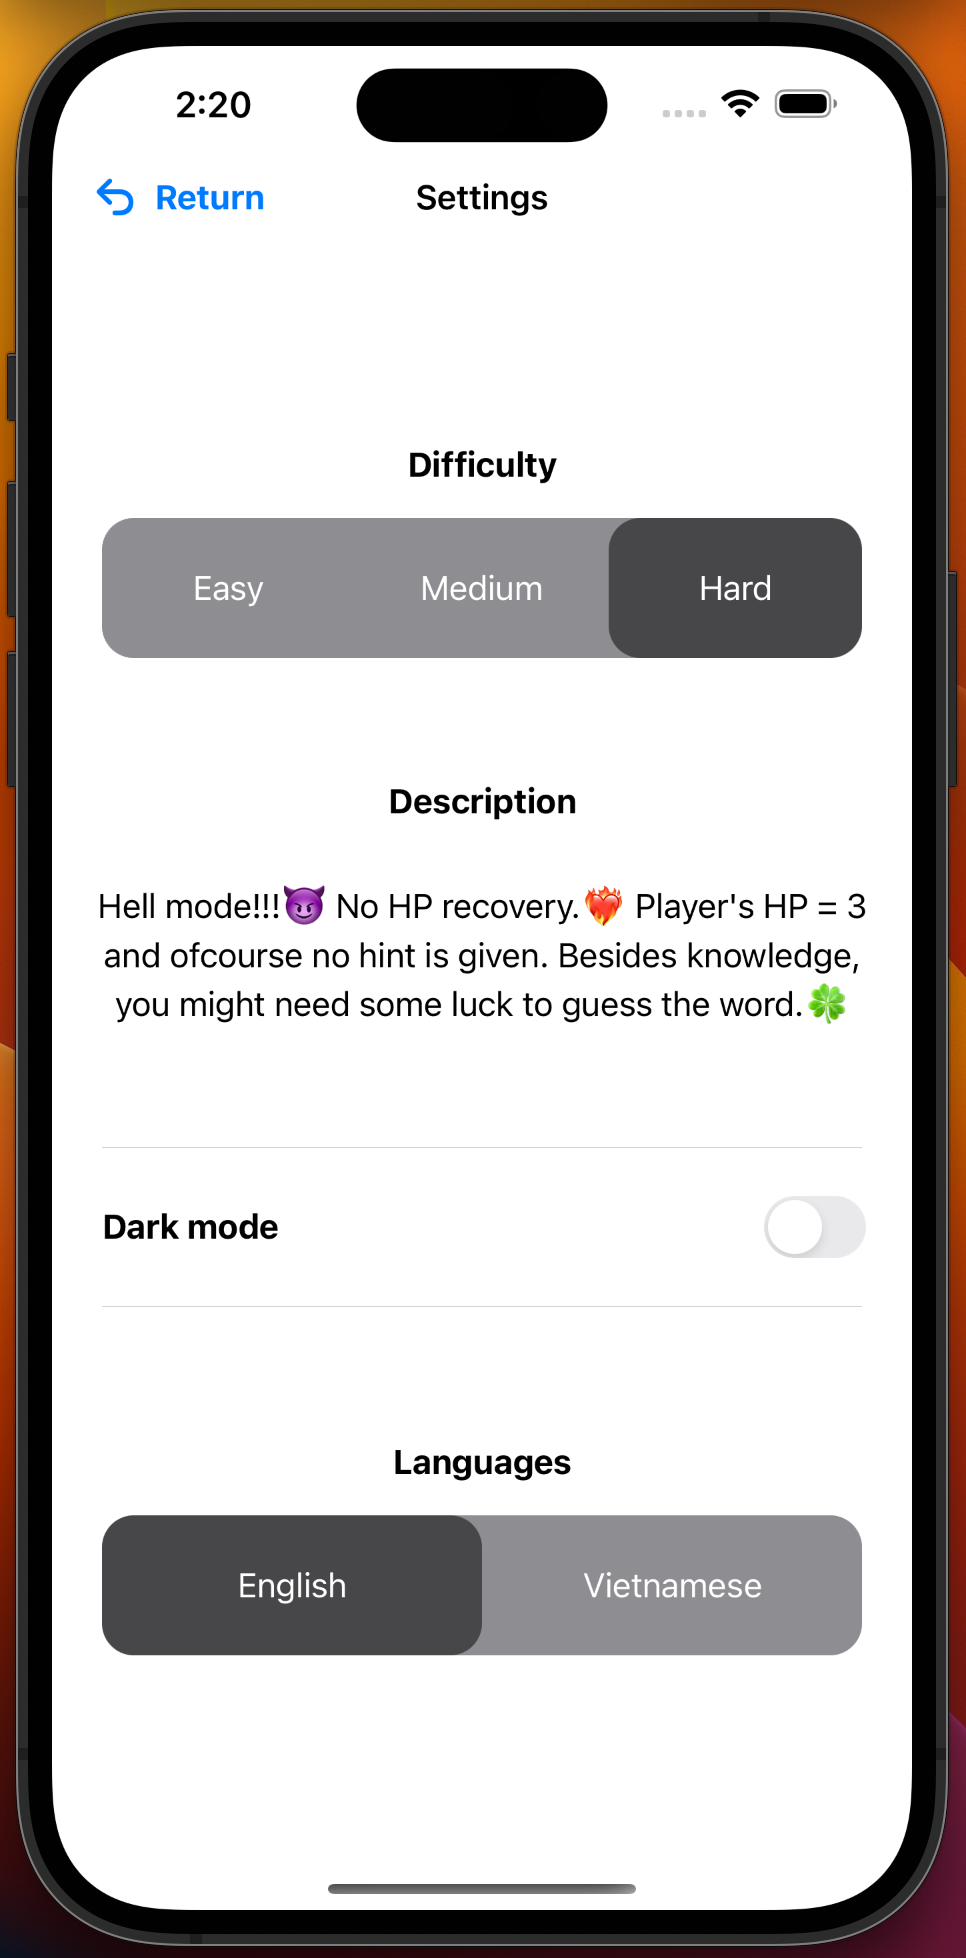 2:20
Return
Settings
Difficulty
Easy
Medium
Hard
Description
Hell mode!!!😈 No HP recovery.❤️‍🔥 Player's HP = 3
and ofcourse no hint is given. Besides knowledge,
you might need some luck to guess the word.🍀
Dark mode
Languages
English
Vietnamese